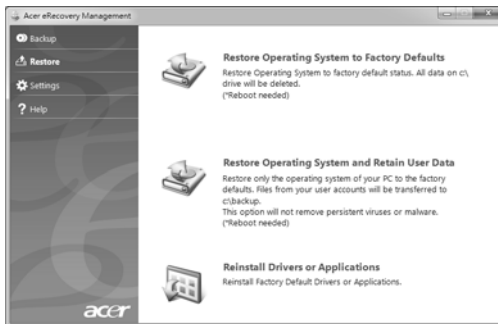 Acer eRecovery Management
Backup
Restore
Settings
Help
Restore Operating System to Factory Defaults
Restore Operating System to factory default status. All data on c:\
drive will be deleted.
(*Reboot needed)
Restore Operating System and Retain User Data
Restore only the operating system of your PC to the factory
defaults. Files from your user accounts will be transferred to
c:\backup.
This option will not remove persistent viruses or malware.
(*Reboot needed)
Reinstall Drivers or Applications
Reinstall Factory Default Drivers or Applications.
acer